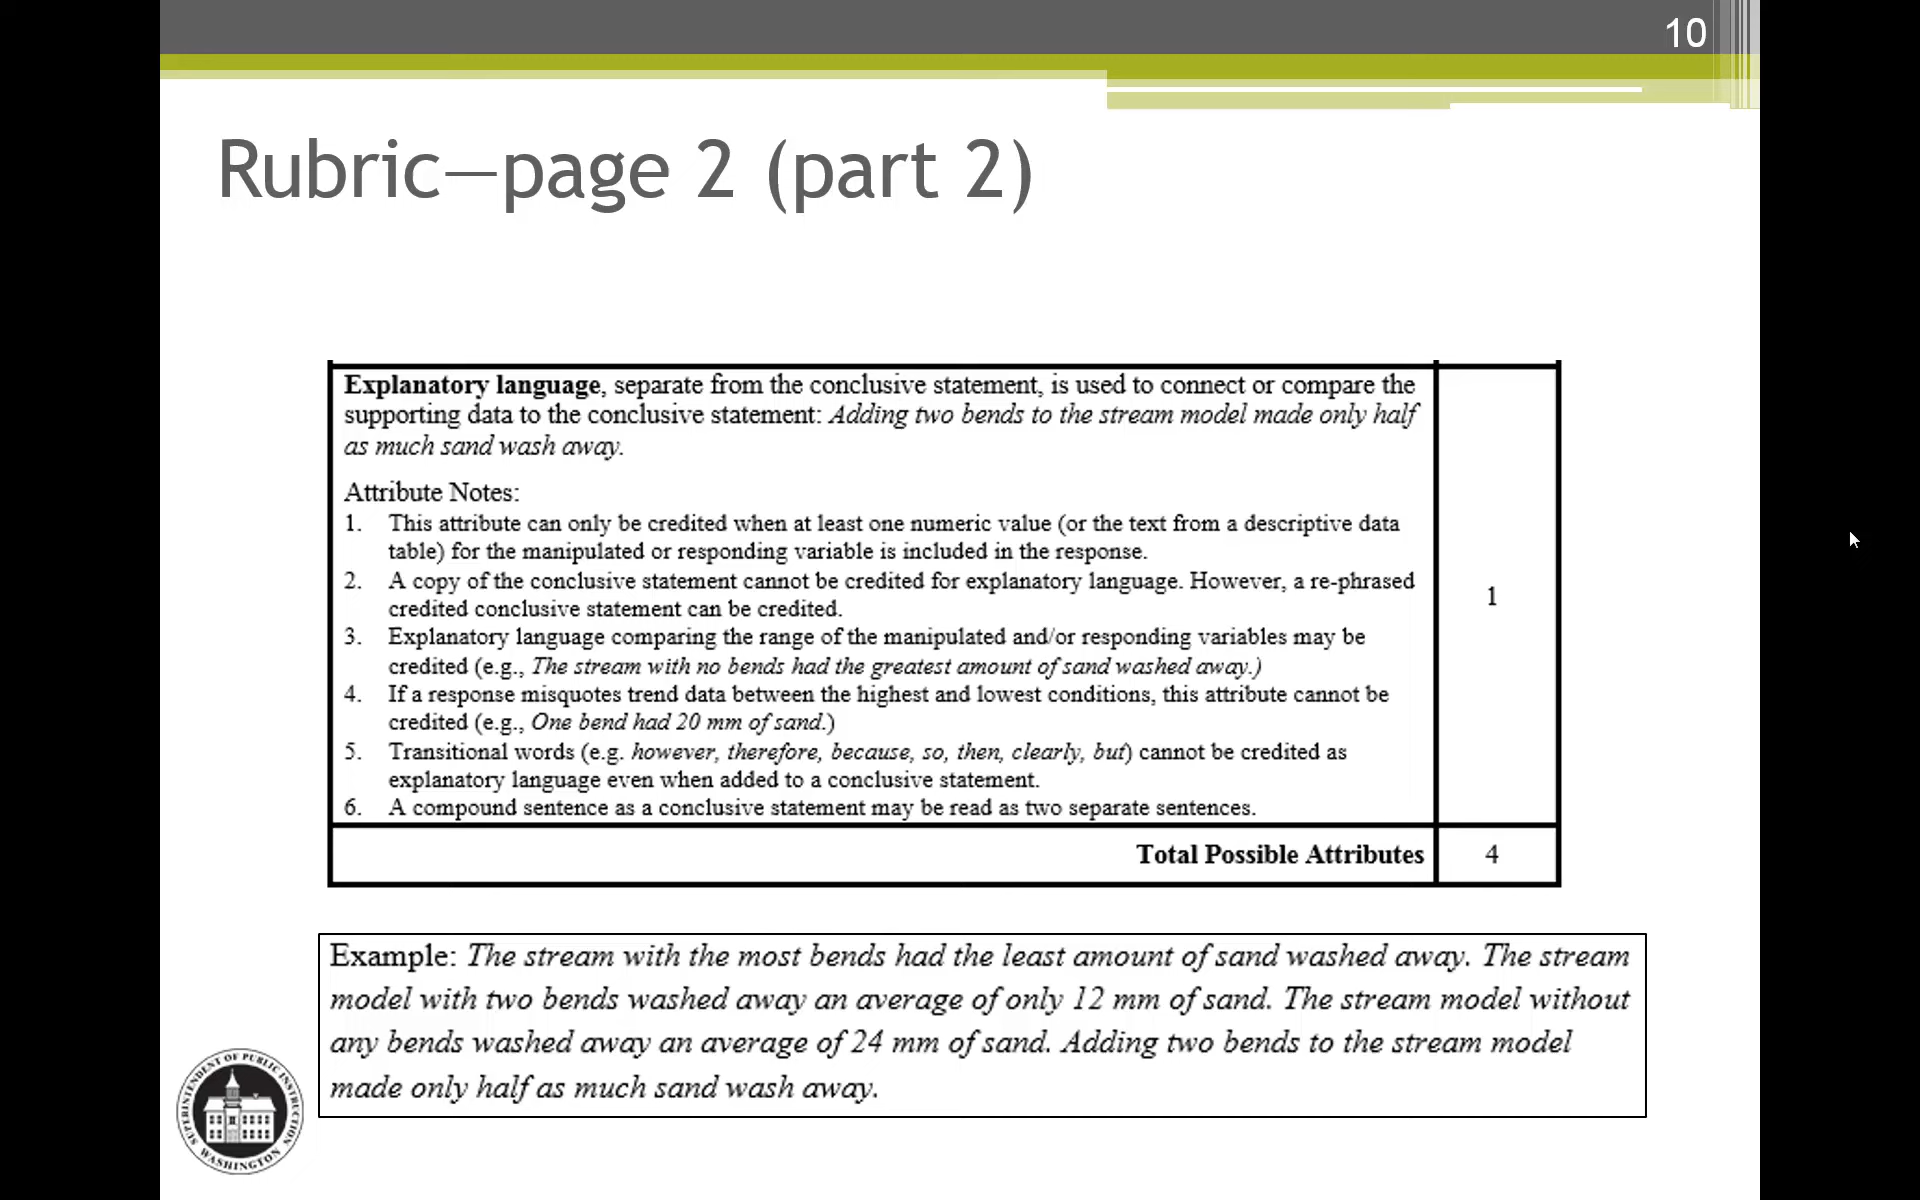 10
Rubric—page 2 (part 2)
Explanatory language, separate from the conclusive statement, is used to connect or compare the
supporting data to the conclusive statement: Adding two bends to the stream model made only half
as much sand wash away.
Attribute Notes:
1. This attribute can only be credited when at least one numeric value (or the text from a descriptive data
table) for the manipulated or responding variable is included in the response.
2. A copy of the conclusive statement cannot be credited for explanatory language. However, a re-phrased
credited conclusive statement can be credited.
3. Explanatory language comparing the range of the manipulated and/or responding variables may be
credited (e.g., The stream with no bends had the greatest amount of sand washed away.)
4. If a response misquotes trend data between the highest and lowest conditions, this attribute cannot be
credited (e.g., One bend had 20 mm of sand.)
5. Transitional words (e.g. however, therefore, because, so, then, clearly, but) cannot be credited as
explanatory language even when added to a conclusive statement.
6. A compound sentence as a conclusive statement may be read as two separate sentences.
1
Total Possible Attributes 4
Example: The stream with the most bends had the least amount of sand washed away. The stream
model with two bends washed away an average of only 12 mm of sand. The stream model without
any bends washed away an average of 24 mm of sand. Adding two bends to the stream model
made only half as much sand wash away.
SUPERINTENDENT OF PUBLIC INSTRUCTION
WASHINGTON